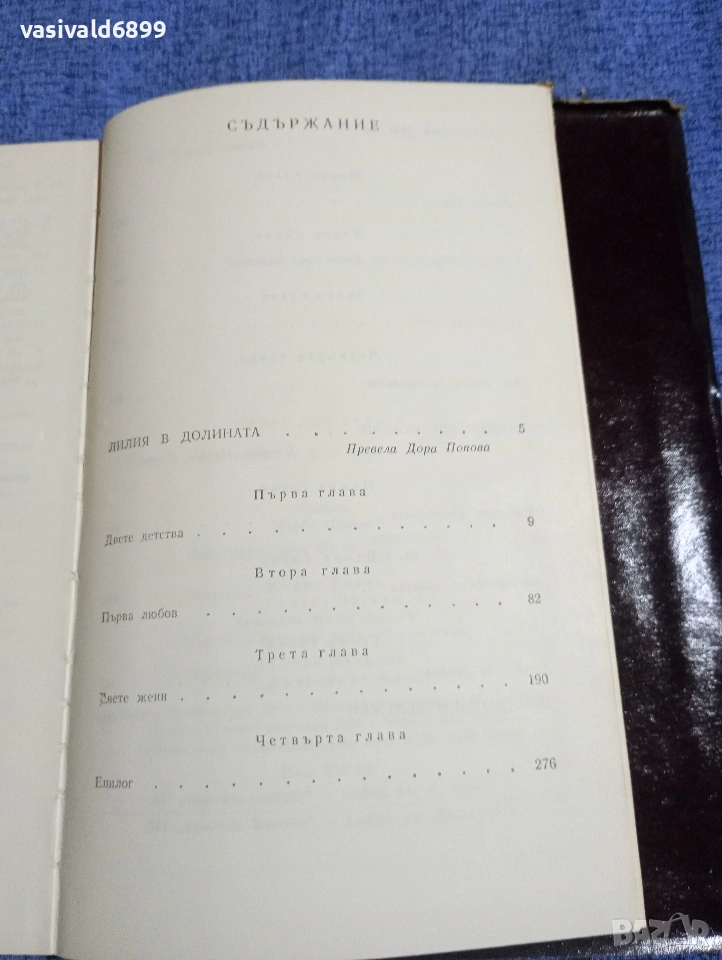 vasivald6899
СЪДЪРЖАНИЕ
ЛИЛИЯ В ДОЛИНАТА . . . . . . . . . . 5
Превела Дора Попова
Първа глава
Двете детства . . . . . . . . . . . . . 9
Втора глава
Първа любов . . . . . . . . . . . . 82
Трета глава
Двете жени . . . . . . . . . . . . . 190
Четвърта глава
Епилог . . . . . . . . . . . . . . 276
BAZAR